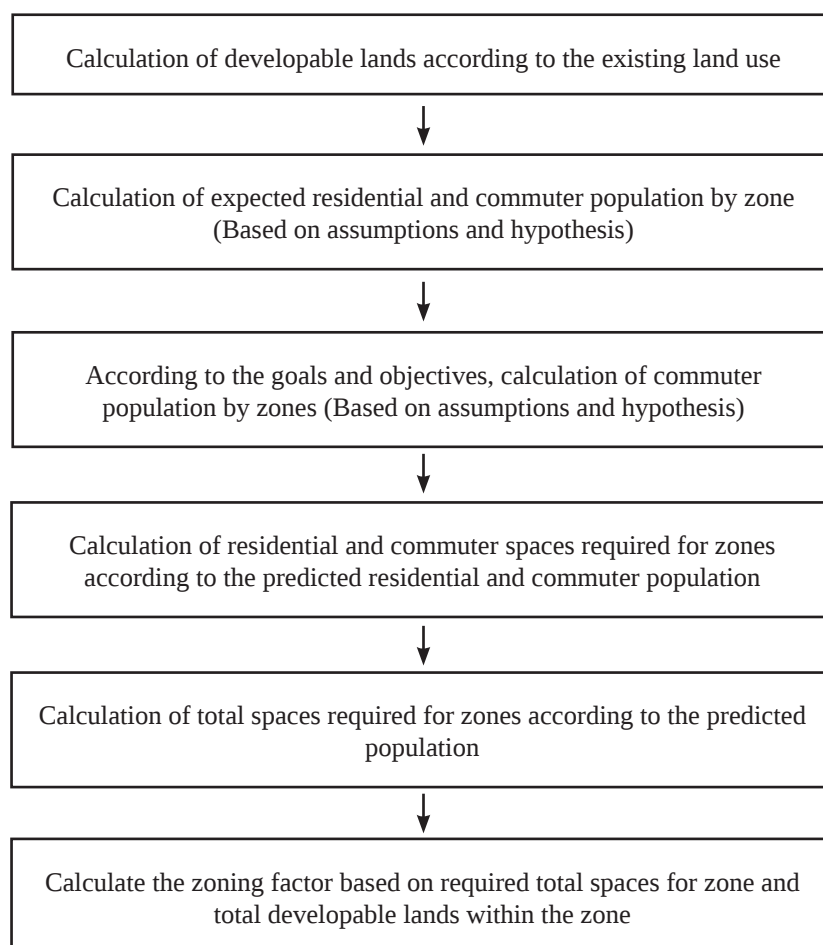 Calculation of developable lands according to the existing land use
Calculation of expected residential and commuter population by zone
(Based on assumptions and hypothesis)
According to the goals and objectives, calculation of commuter
population by zones (Based on assumptions and hypothesis)
Calculation of residential and commuter spaces required for zones
according to the predicted residential and commuter population
Calculation of total spaces required for zones according to the predicted
population
Calculate the zoning factor based on required total spaces for zone and
total developable lands within the zone